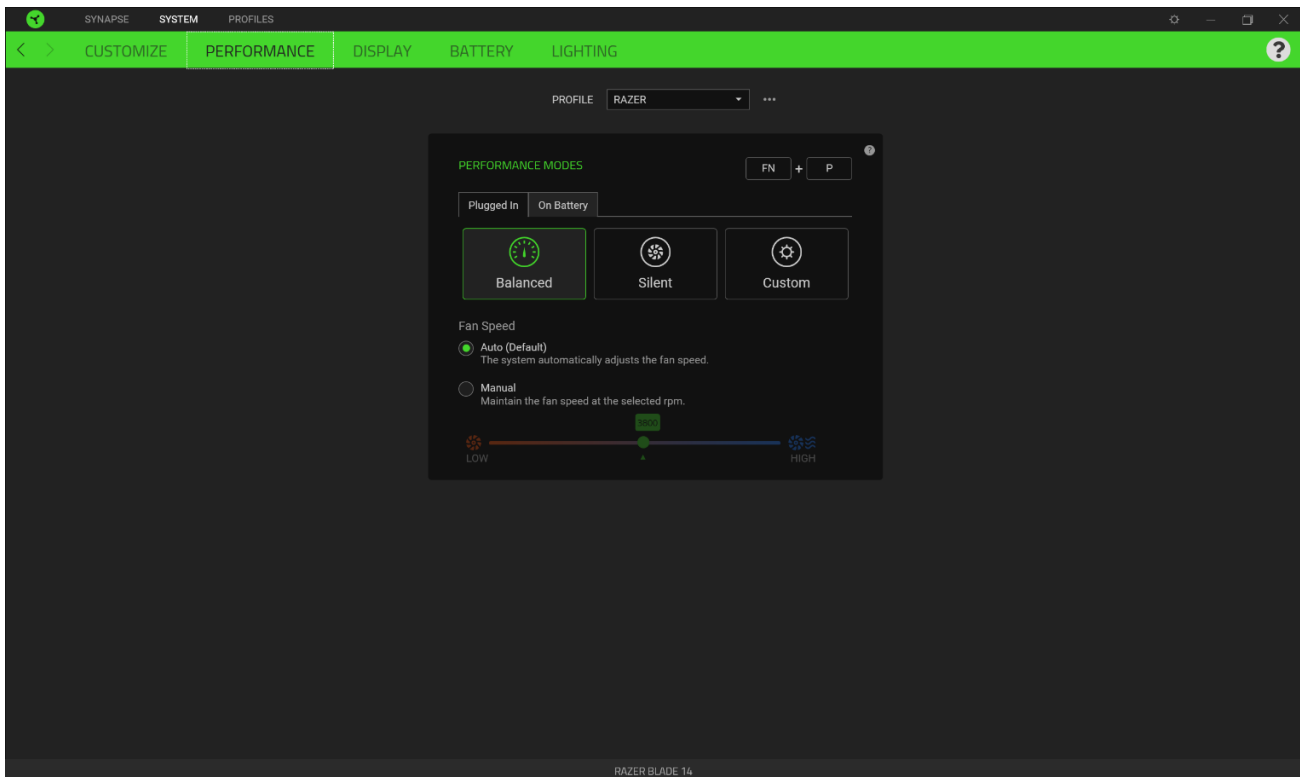 SYNAPSE SYSTEM PROFILES
CUSTOMIZE PERFORMANCE DISPLAY BATTERY LIGHTING ?
PROFILE RAZER
?
PERFORMANCE MODES FN + P
Plugged In On Battery
Balanced Silent Custom
Fan Speed
Auto (Default)
The system automatically adjusts the fan speed.
Manual
Maintain the fan speed at the selected rpm.
3600
LOW HIGH
RAZER BLADE 14